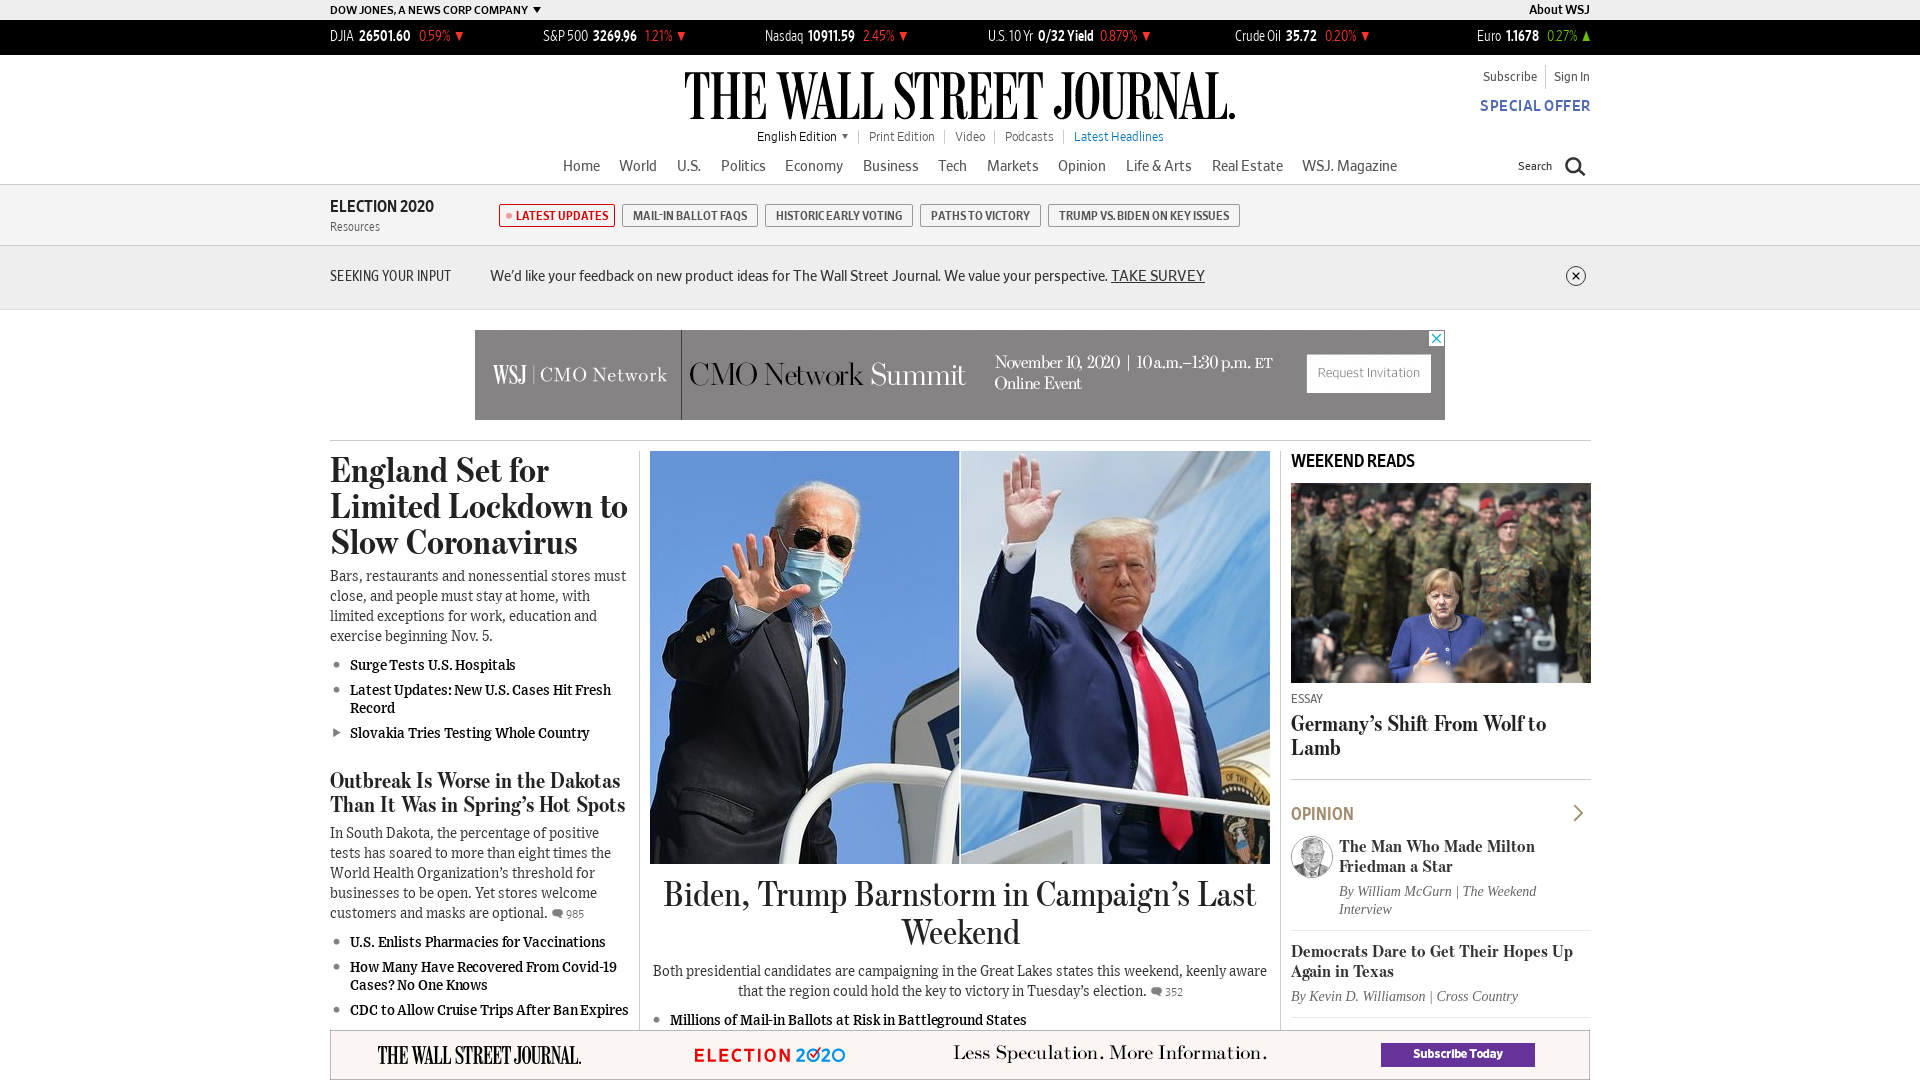 DOW JONES, A NEWS CORP COMPANY
About WSJ
DJIA 26501.60 0.59%
S&P 500 3269.96 1.21%
Nasdaq 10911.59 2.45%
U.S. 10 Yr 0/32 Yield 0.879%
Crude Oil 35.72 0.20%
Euro 1.1678 0.27%
THE WALL STREET JOURNAL.
Subscribe Sign In
SPECIAL OFFER
English Edition Print Edition Video Podcasts Latest Headlines
Home World U.S. Politics Economy Business Tech Markets Opinion Life & Arts Real Estate WSJ. Magazine
Search
ELECTION 2020
Resources
LATEST UPDATES
MAIL-IN BALLOT FAQS
HISTORIC EARLY VOTING
PATHS TO VICTORY
TRUMP VS. BIDEN ON KEY ISSUES
SEEKING YOUR INPUT
We’d like your feedback on new product ideas for The Wall Street Journal. We value your perspective. TAKE SURVEY
WSJ CMO Network
CMO Network Summit
November 10, 2020 | 10 a.m.–1:30 p.m. ET
Online Event
Request Invitation
England Set for
Limited Lockdown to
Slow Coronavirus
Bars, restaurants and nonessential stores must
close, and people must stay at home, with
limited exceptions for work, education and
exercise beginning Nov. 5.
Surge Tests U.S. Hospitals
Latest Updates: New U.S. Cases Hit Fresh
Record
Slovakia Tries Testing Whole Country
Outbreak Is Worse in the Dakotas
Than It Was in Spring’s Hot Spots
In South Dakota, the percentage of positive
tests has soared to more than eight times the
World Health Organization’s threshold for
businesses to be open. Yet stores welcome
customers and masks are optional. 985
U.S. Enlists Pharmacies for Vaccinations
How Many Have Recovered From Covid-19
Cases? No One Knows
CDC to Allow Cruise Trips After Ban Expires
Biden, Trump Barnstorm in Campaign’s Last
Weekend
Both presidential candidates are campaigning in the Great Lakes states this weekend, keenly aware
that the region could hold the key to victory in Tuesday’s election. 352
Millions of Mail-in Ballots at Risk in Battleground States
WEEKEND READS
ESSAY
Germany’s Shift From Wolf to
Lamb
OPINION
The Man Who Made Milton
Friedman a Star
By William McGurn | The Weekend
Interview
Democrats Dare to Get Their Hopes Up
Again in Texas
By Kevin D. Williamson | Cross Country
THE WALL STREET JOURNAL.
ELECTION 2020
Less Speculation. More Information.
Subscribe Today